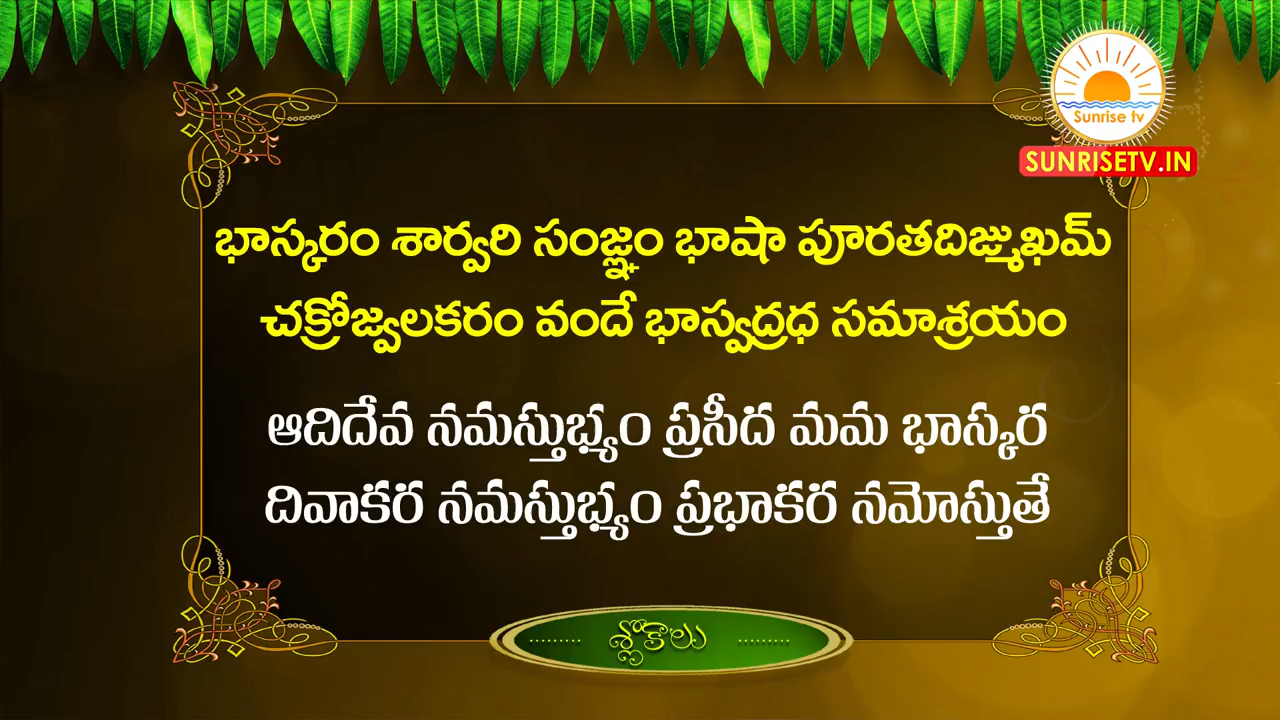 Sunrise tv
SUNRISETV.IN
భాస్కరం శార్వరి సంజ్ఞం భాషా పూరతదిఙ్ముఖమ్
చక్రోజ్వలకరం వందే భాస్వద్రధ సమాశ్రయం
ఆదిదేవ నమస్తుభ్యం ప్రసీద మమ భాస్కర
దివాకర నమస్తుభ్యం ప్రభాకర నమోస్తుతే
శ్లోకాలు